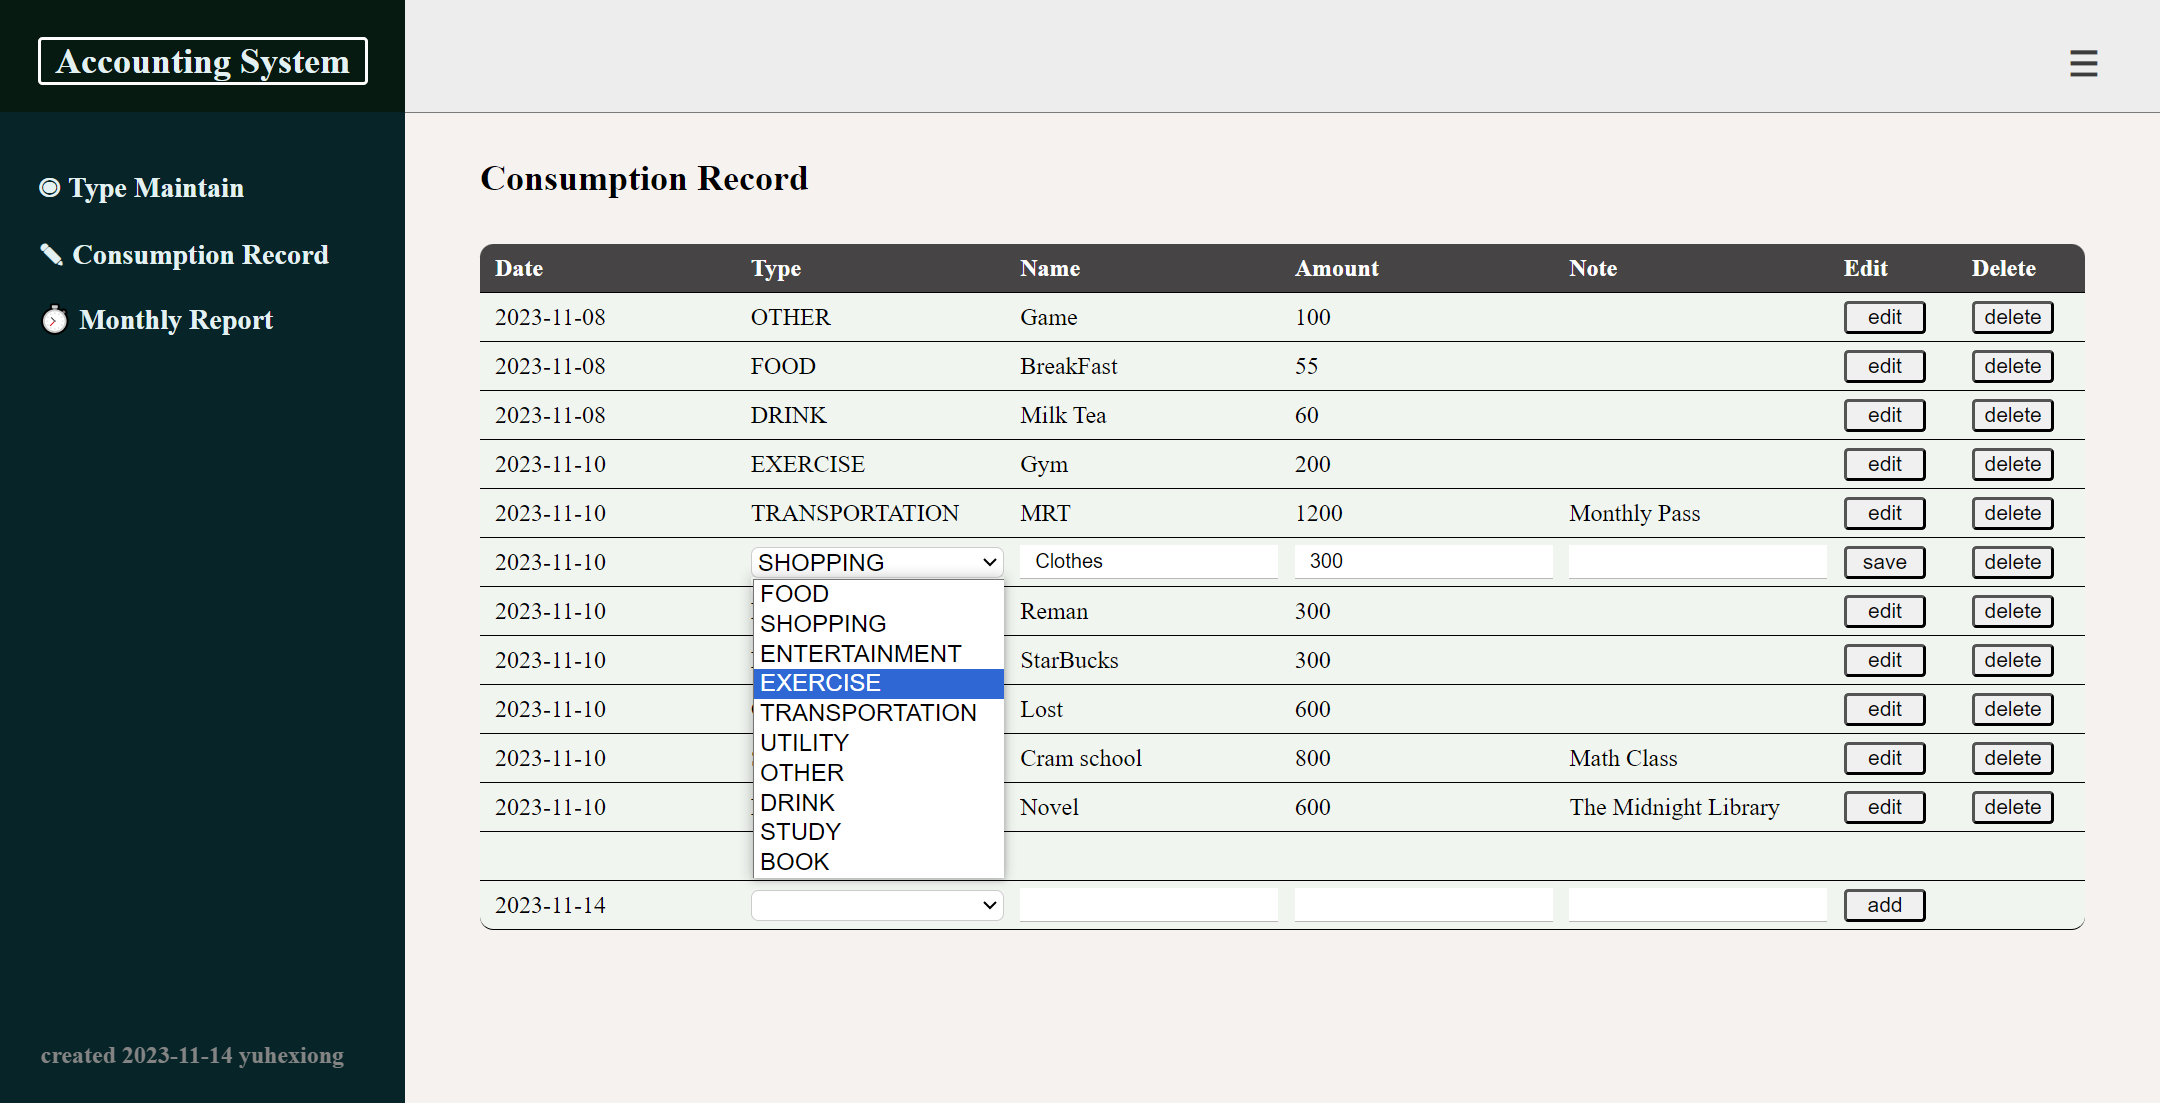 Accounting System
☰
Type Maintain
Consumption Record
Monthly Report
created 2023-11-14 yuhexiong
Consumption Record
Date Type Name Amount Note Edit Delete
2023-11-08 OTHER Game 100 edit delete
2023-11-08 FOOD BreakFast 55 edit delete
2023-11-08 DRINK Milk Tea 60 edit delete
2023-11-10 EXERCISE Gym 200 edit delete
2023-11-10 TRANSPORTATION MRT 1200 Monthly Pass edit delete
2023-11-10 SHOPPING Clothes 300 save delete
FOOD
SHOPPING
ENTERTAINMENT
EXERCISE
TRANSPORTATION
UTILITY
OTHER
DRINK
STUDY
BOOK
2023-11-10 Reman 300 edit delete
2023-11-10 StarBucks 300 edit delete
2023-11-10 Lost 600 edit delete
2023-11-10 Cram school 800 Math Class edit delete
2023-11-10 Novel 600 The Midnight Library edit delete
2023-11-14 add